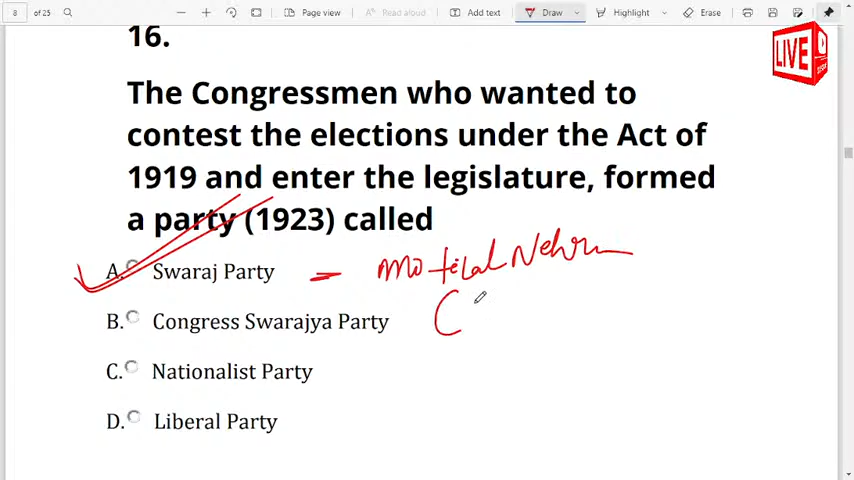 8 of 25 Page view Read aloud Add text Draw Highlight Erase
16.
LIVE
The Congressmen who wanted to
contest the elections under the Act of
1919 and enter the legislature, formed
a party (1923) called
A. Swaraj Party - Motilal Nehru
B. Congress Swarajya Party (
C. Nationalist Party
D. Liberal Party